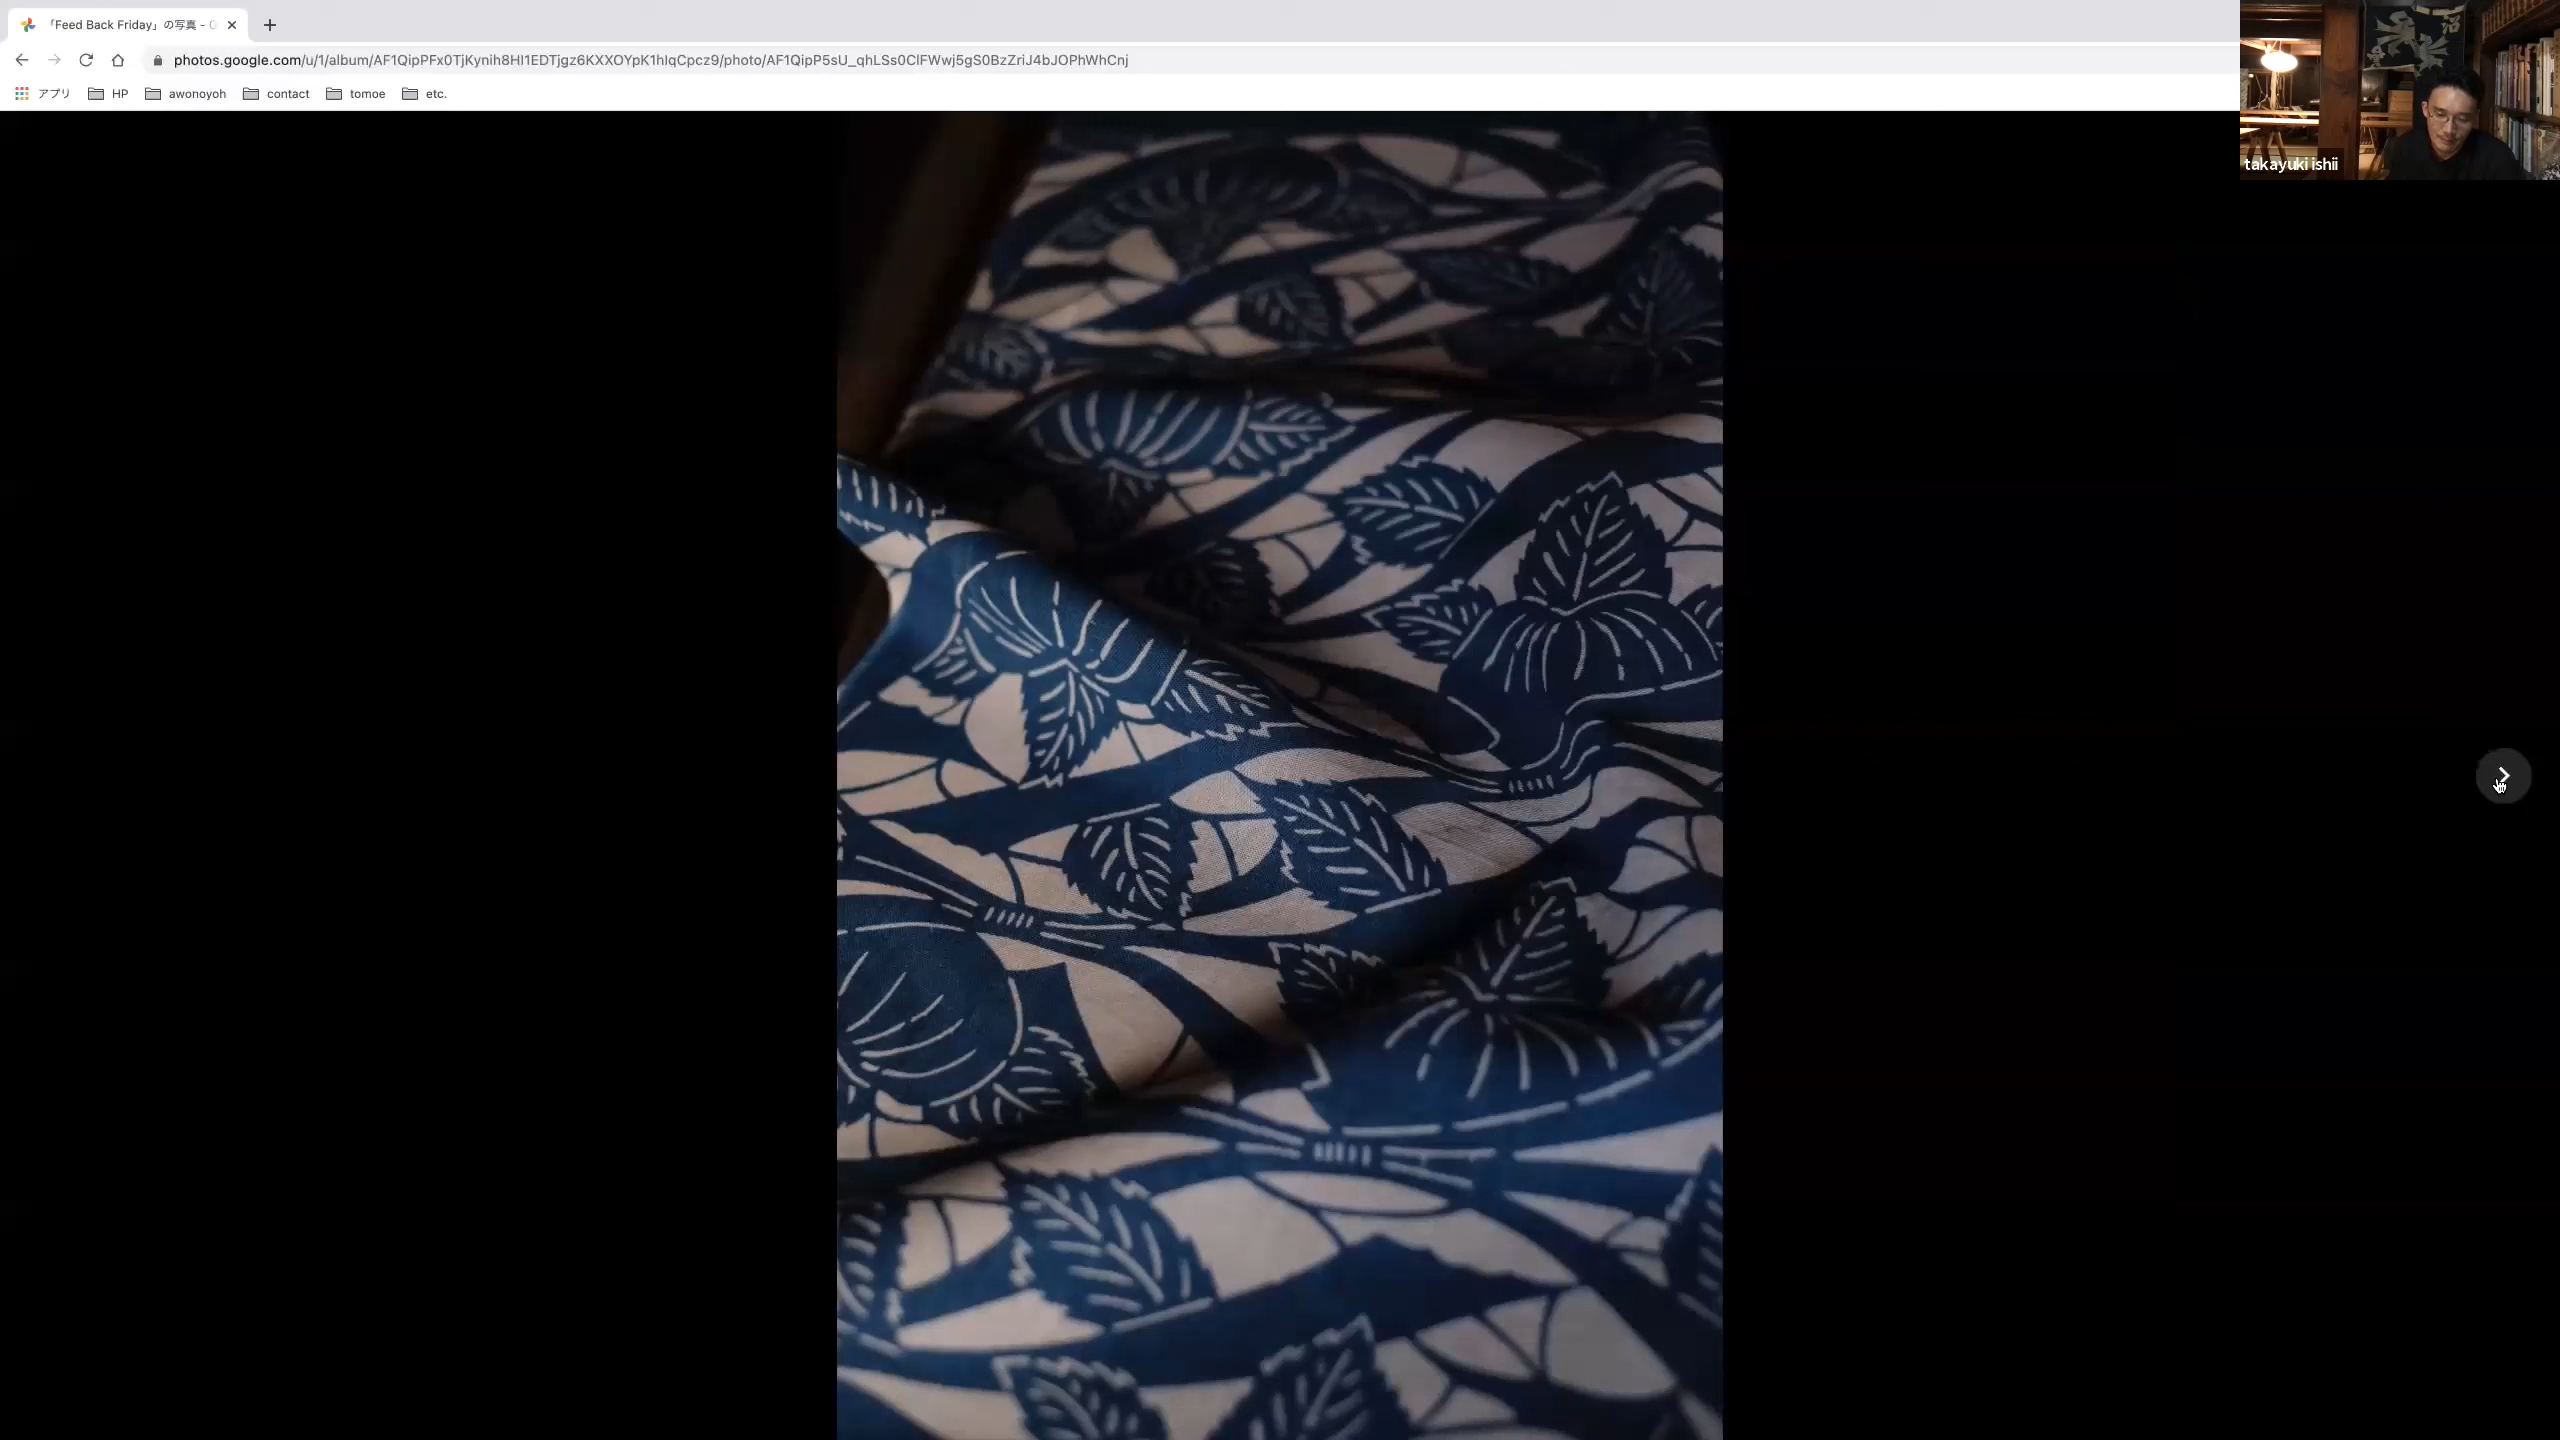 「Feed Back Friday」の写真 -
photos.google.com/u/1/album/AF1QipPFx0TjKynih8HI1EDTjgz6KXXOYpK1hIqCpcz9/photo/AF1QipP5sU_qhLSs0ClFWwj5gS0BzZriJ4bJOPhWhCnj
アプリ HP awonoyoh contact tomoe etc.
takayuki ishii